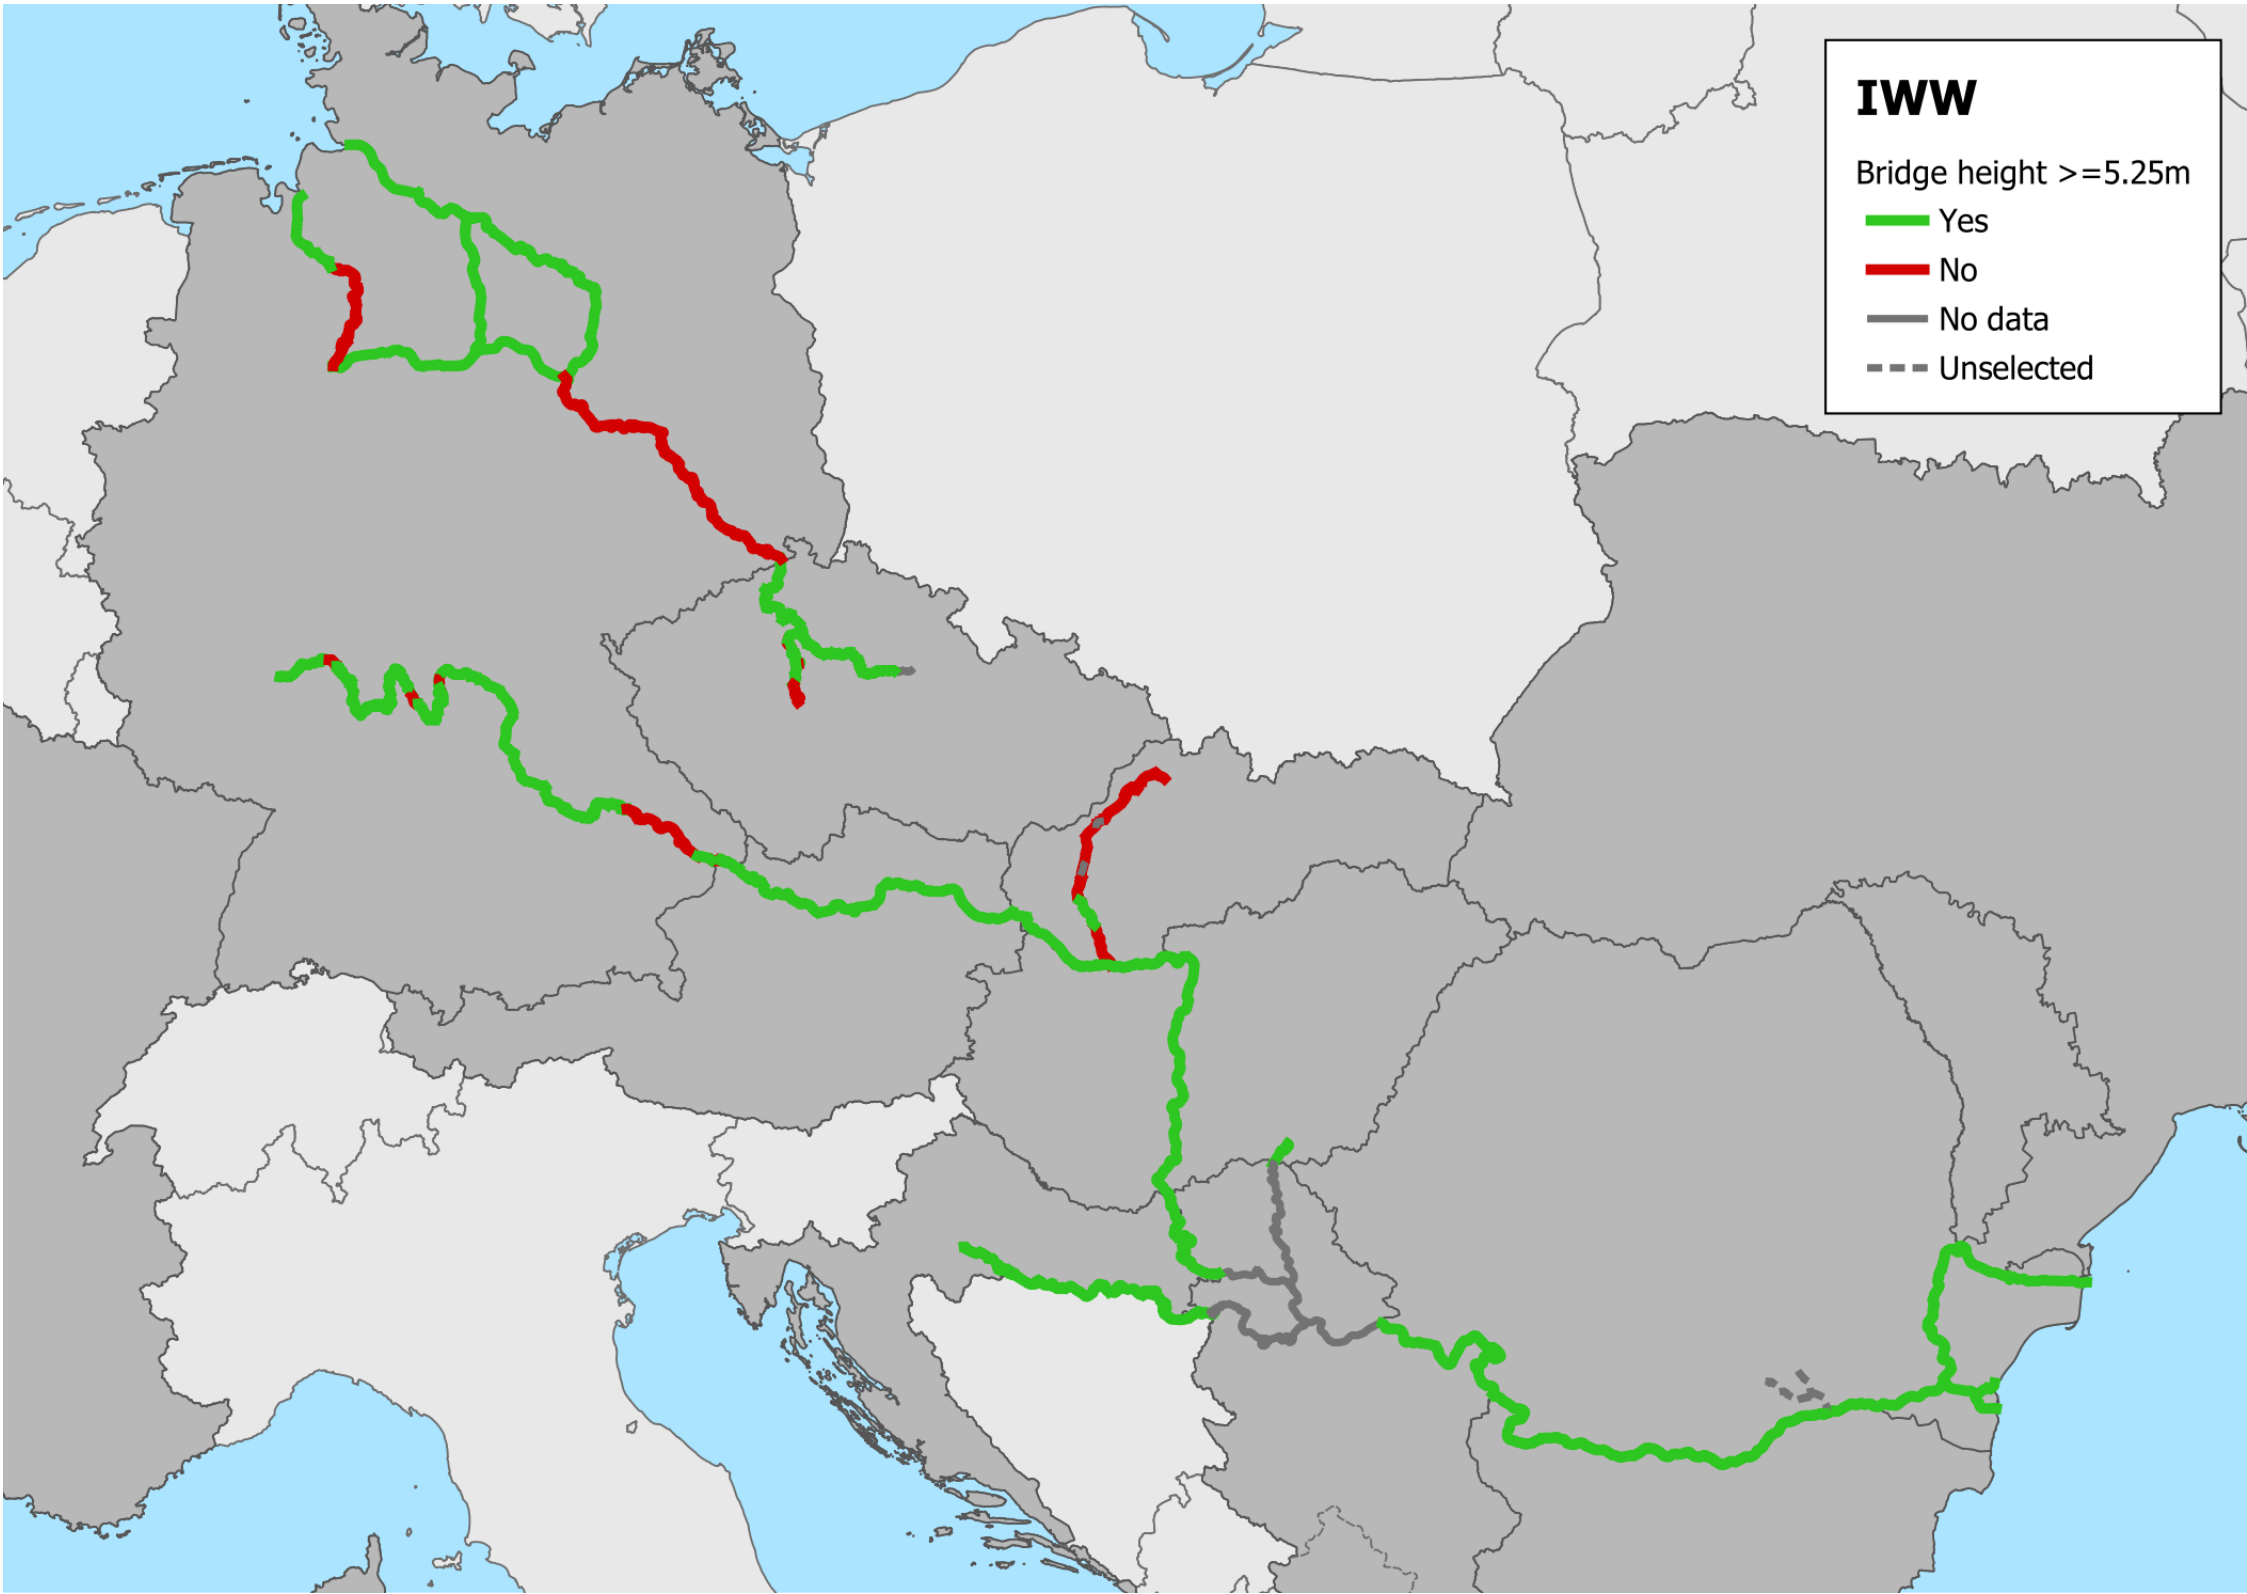 IWW
Bridge height >=5.25m
Yes
No
No data
Unselected